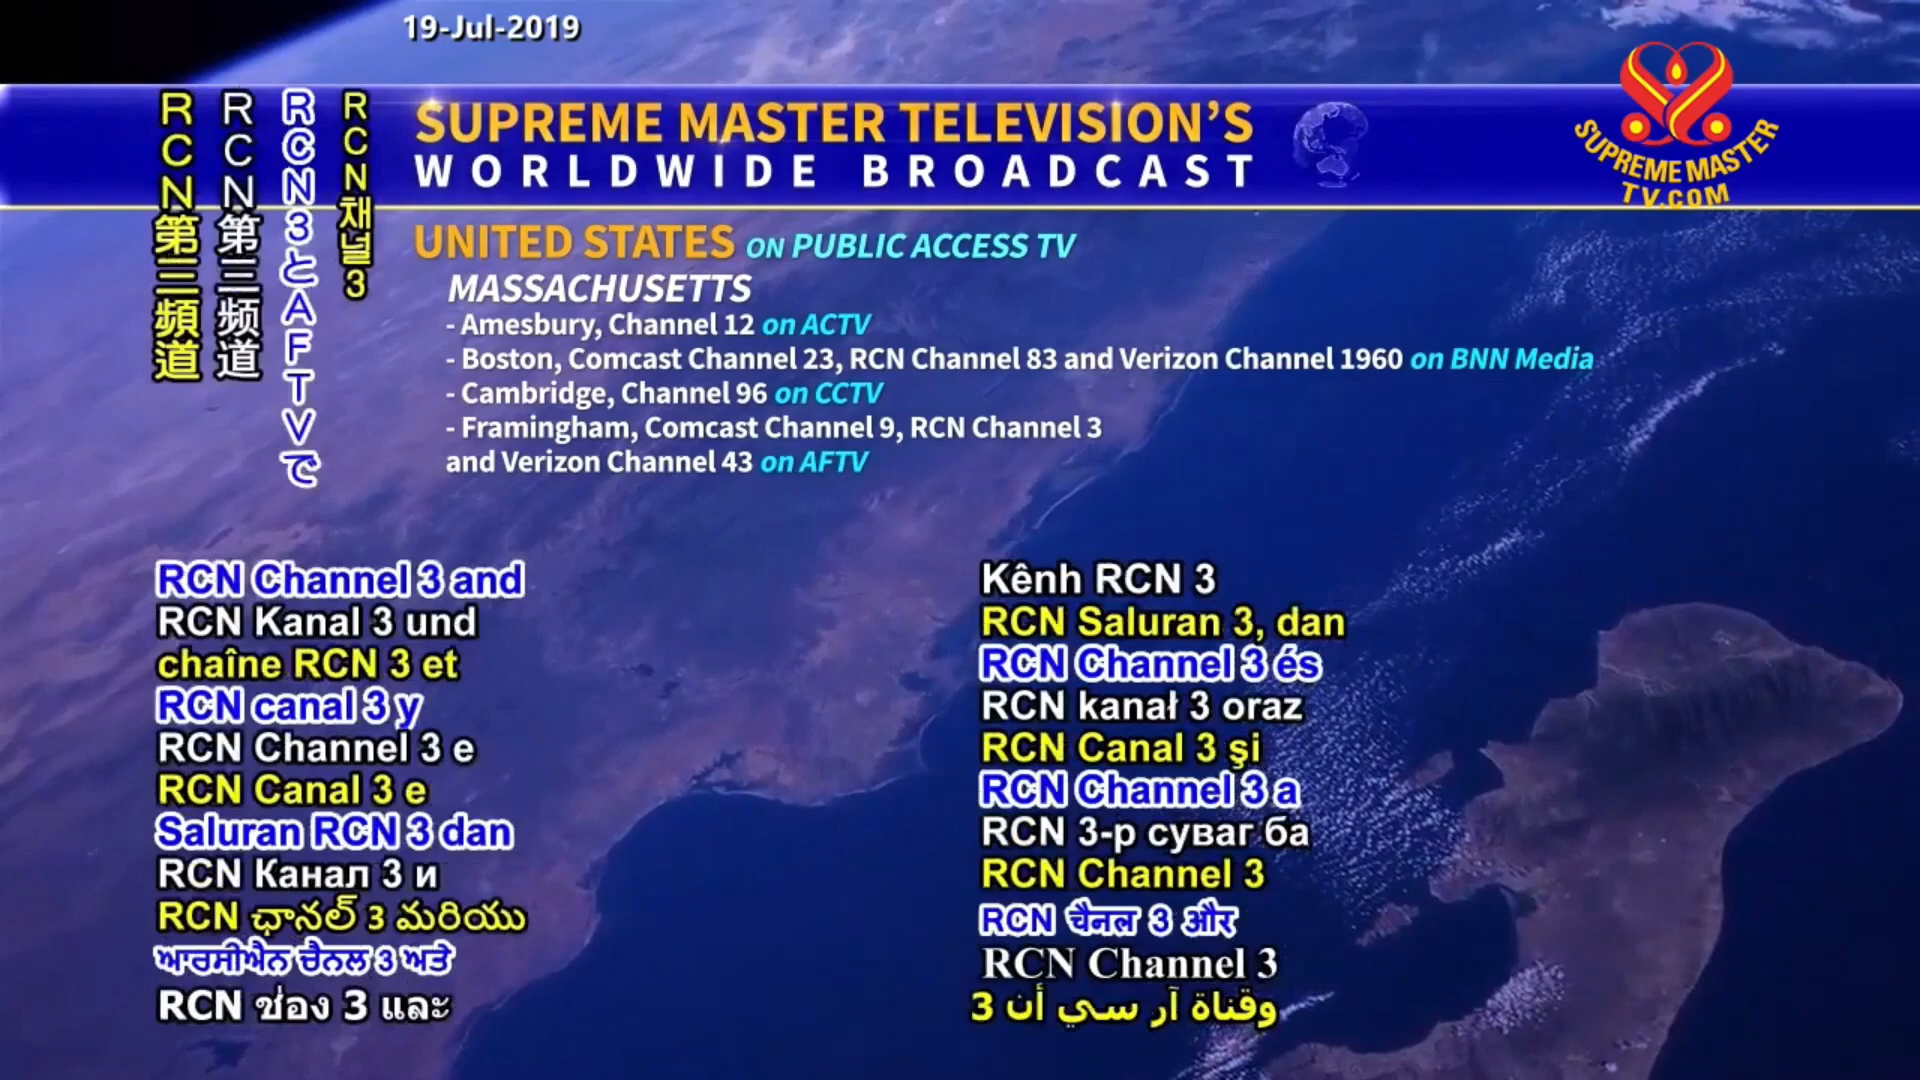 19-Jul-2019
SUPREME MASTER TELEVISION'S
WORLDWIDE BROADCAST
SUPREME MASTER
TV.COM
RCN第三頻道
RCN第三频道
RCN3とAFTVで
RCN채널3
UNITED STATES ON PUBLIC ACCESS TV
MASSACHUSETTS
- Amesbury, Channel 12 on ACTV
- Boston, Comcast Channel 23, RCN Channel 83 and Verizon Channel 1960 on BNN Media
- Cambridge, Channel 96 on CCTV
- Framingham, Comcast Channel 9, RCN Channel 3
and Verizon Channel 43 on AFTV
RCN Channel 3 and
RCN Kanal 3 und
chaîne RCN 3 et
RCN canal 3 y
RCN Channel 3 e
RCN Canal 3 e
Saluran RCN 3 dan
RCN Канал 3 и
RCN ఛానల్ 3 మరియు
ਆਰਸੀਐਨ ਚੈਨਲ 3 ਅਤੇ
RCN ช่อง 3 และ
Kênh RCN 3
RCN Saluran 3, dan
RCN Channel 3 és
RCN kanał 3 oraz
RCN Canal 3 şi
RCN Channel 3 a
RCN 3-р суваг ба
RCN Channel 3
RCN चैनल 3 और
RCN Channel 3
وقناة آر سي أن 3